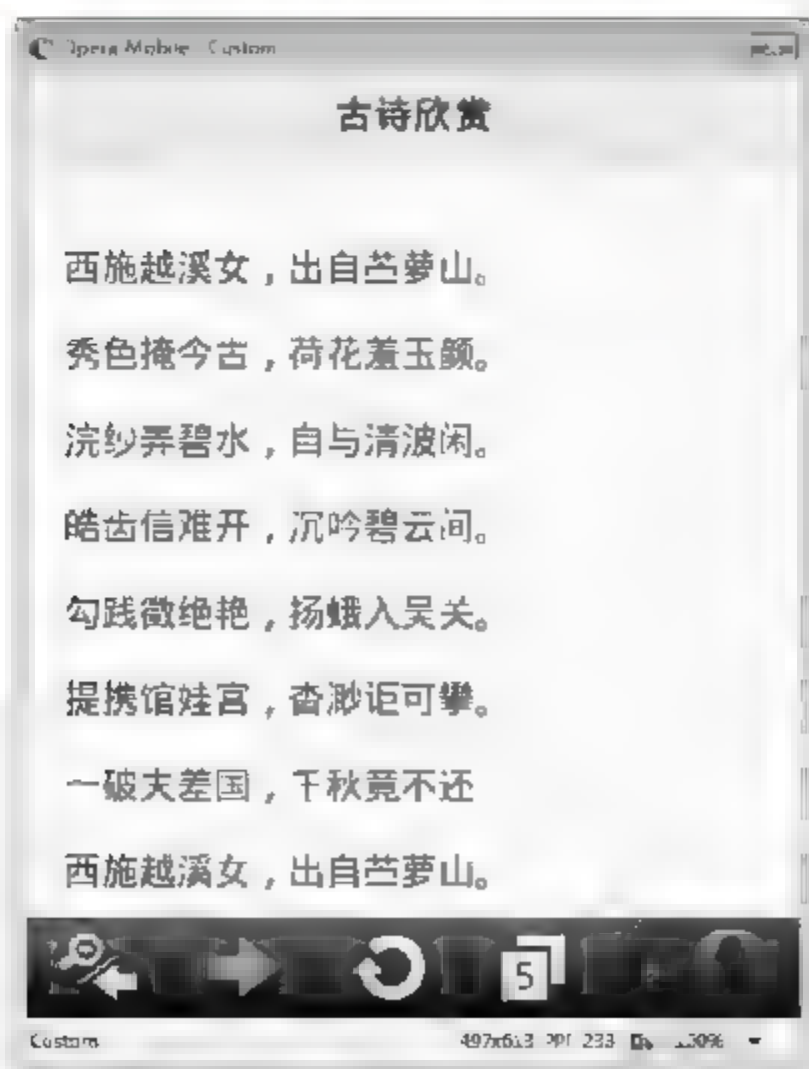 Opera Mobile Custom
古诗欣赏
西施越溪女，出自苎萝山。
秀色掩今古，荷花羞玉颜。
浣纱弄碧水，自与清波闲。
皓齿信难开，沉吟碧云间。
勾践徵绝艳，扬蛾入吴关。
提携馆娃宫，杳渺讵可攀。
一破夫差国，千秋竟不还
西施越溪女，出自苎萝山。
5
Custom
497x613 PPI 233